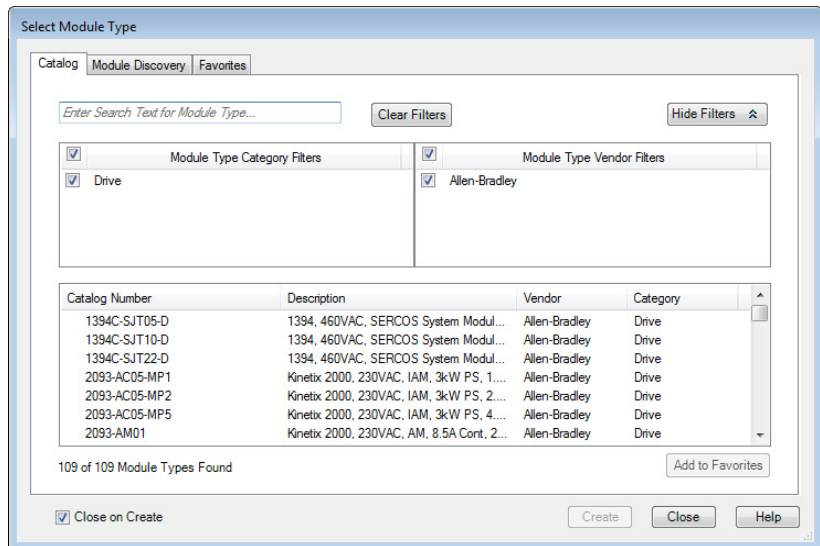 Select Module Type
Catalog Module Discovery Favorites
Enter Search Text for Module Type... Clear Filters Hide Filters
Module Type Category Filters Module Type Vendor Filters
Drive Allen-Bradley
Catalog Number Description Vendor Category
1394C-SJT05-D 1394, 460VAC, SERCOS System Modul... Allen-Bradley Drive
1394C-SJT10-D 1394, 460VAC, SERCOS System Modul... Allen-Bradley Drive
1394C-SJT22-D 1394, 460VAC, SERCOS System Modul... Allen-Bradley Drive
2093-AC05-MP1 Kinetix 2000, 230VAC, IAM, 3kW PS, 1.... Allen-Bradley Drive
2093-AC05-MP2 Kinetix 2000, 230VAC, IAM, 3kW PS, 2.... Allen-Bradley Drive
2093-AC05-MP5 Kinetix 2000, 230VAC, IAM, 3kW PS, 4.... Allen-Bradley Drive
2093-AM01 Kinetix 2000, 230VAC, AM, 8.5A Cont, 2... Allen-Bradley Drive
109 of 109 Module Types Found Add to Favorites
Close on Create Create Close Help